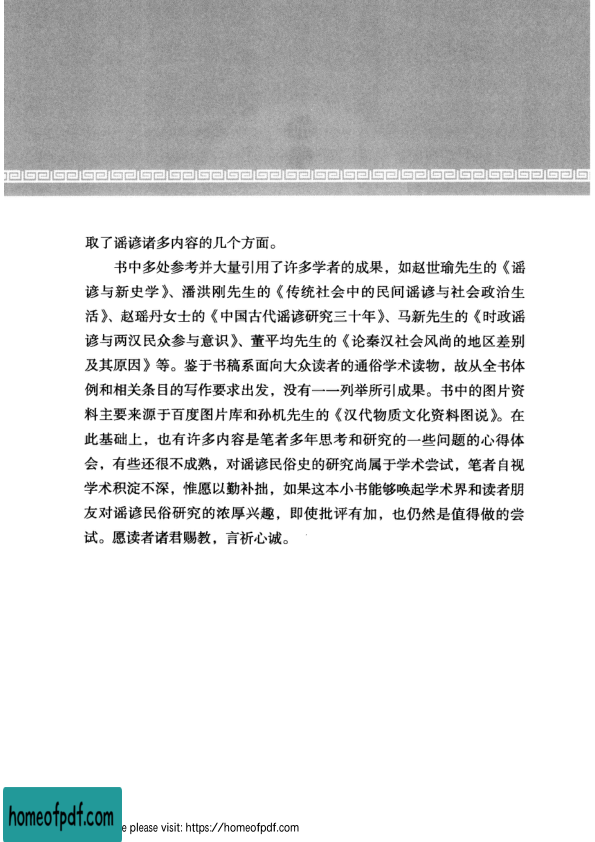 取了谣谚诸多内容的几个方面。
书中多处参考并大量引用了许多学者的成果，如赵世瑜先生的《谣
谚与新史学》、潘洪刚先生的《传统社会中的民间谣谚与社会政治生
活》、赵瑶丹女士的《中国古代谣谚研究三十年》、马新先生的《时政谣
谚与两汉民众参与意识》、董平均先生的《论秦汉社会风尚的地区差别
及其原因》等。鉴于书稿系面向大众读者的通俗学术读物，故从全书体
例和相关条目的写作要求出发，没有一一列举所引成果。书中的图片资
料主要来源于百度图片库和孙机先生的《汉代物质文化资料图说》。在
此基础上，也有许多内容是笔者多年思考和研究的一些问题的心得体
会，有些还很不成熟，对谣谚民俗史的研究尚属于学术尝试，笔者自视
学术积淀不深，惟愿以勤补拙，如果这本小书能够唤起学术界和读者朋
友对谣谚民俗研究的浓厚兴趣，即使批评有加，也仍然是值得做的尝
试。愿读者诸君赐教，言祈心诚。
homeofpdf.com
e please visit: https://homeofpdf.com